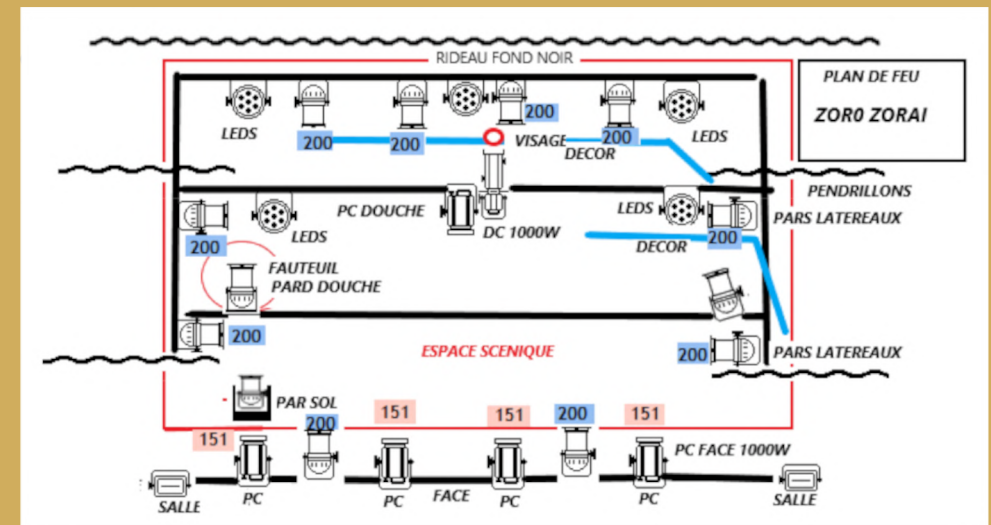 RIDEAU FOND NOIR
PLAN DE FEU
ZOR0 ZORAI
LEDS
200
200
200
VISAGE
DECOR
200
LEDS
PENDRILLONS
PC DOUCHE
DC 1000W
LEDS
PARS LATEREAUX
200
LEDS
200
DECOR
FAUTEUIL
PARD DOUCHE
200
ESPACE SCENIQUE
200
PARS LATEREAUX
PAR SOL
200
151
151
200
151
151
PC FACE 1000W
SALLE
PC
PC
FACE
PC
PC
SALLE